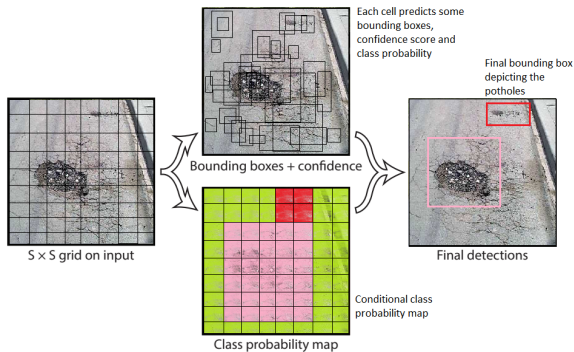 Each cell predicts some
bounding boxes,
confidence score and
class probability
Final bounding box
depicting the
potholes
Bounding boxes + confidence
S × S grid on input
Final detections
Conditional class
probability map
Class probability map